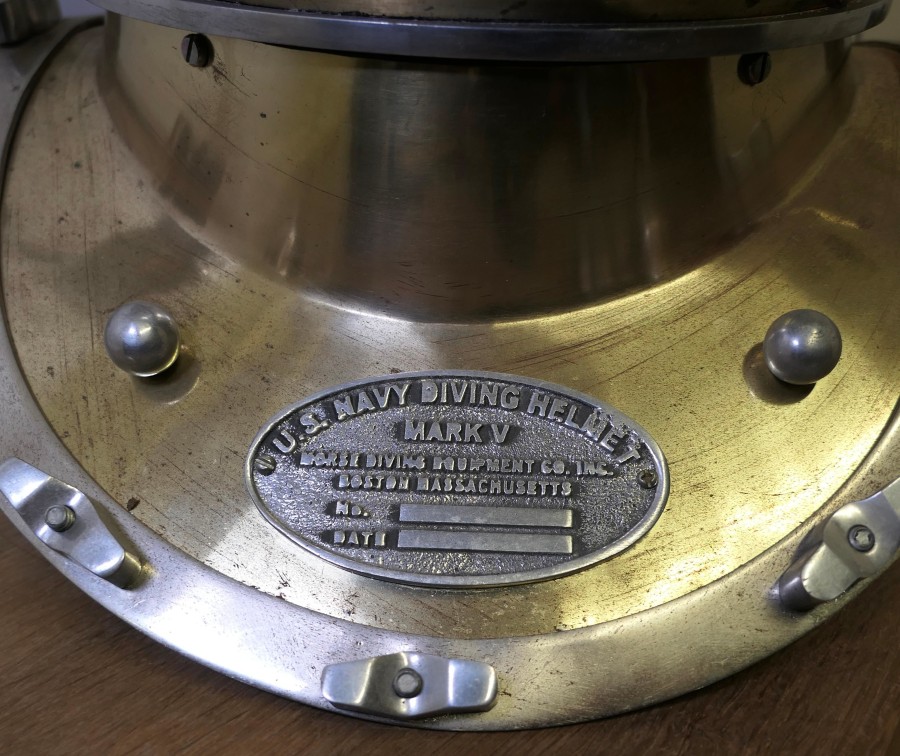 U.S. NAVY DIVING HELMET
MARK V
MORSE DIVING EQUIPMENT CO. INC.
BOSTON MASSACHUSETTS
No.
DATE